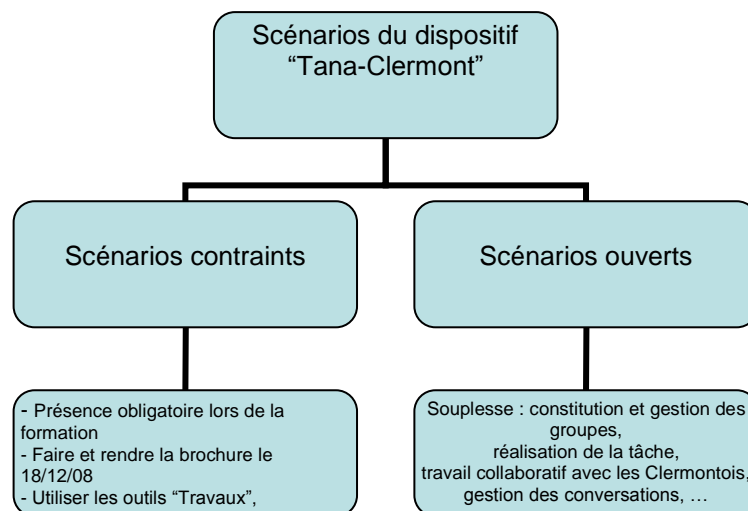 Scénarios du dispositif
“Tana-Clermont”
Scénarios contraints
Scénarios ouverts
- Présence obligatoire lors de la
formation
- Faire et rendre la brochure le
18/12/08
- Utiliser les outils “Travaux”,
Souplesse : constitution et gestion des
groupes,
réalisation de la tâche,
travail collaboratif avec les Clermontois,
gestion des conversations, …